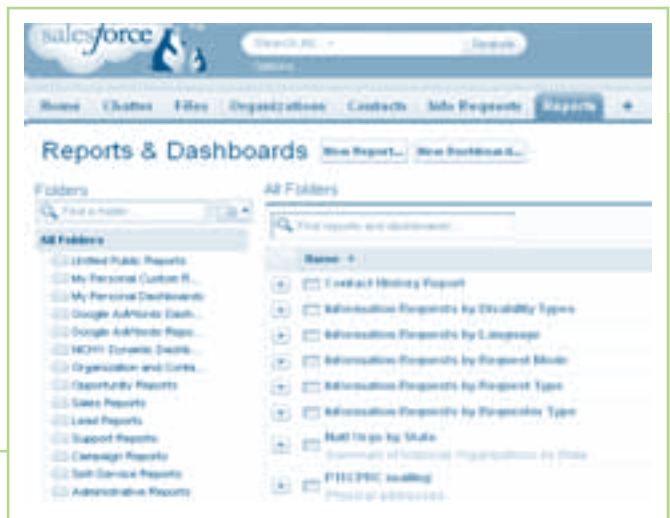 salesforce
Search All...
Search
Home Chatter Files Organizations Contacts Info Requests Reports +
Reports & Dashboards New Report... New Dashboard...
Folders
Find a folder...
All Folders
Unfiled Public Reports
My Personal Custom R...
My Personal Dashboards
Google AdWords Dash...
Google AdWords Repo...
Dynamic Dashb...
Organization and Conta...
Opportunity Reports
Sales Reports
Lead Reports
Support Reports
Campaign Reports
Self-Service Reports
Administrative Reports
All Folders
Find reports and dashboards...
Name
Contact History Report
Information Requests by Disability Types
Information Requests by Language
Information Requests by Request Mode
Information Requests by Request Type
Information Requests by Requestor Type
Natl Orgs by State
Summary of National Organizations by State
mailing
Physical addresses...